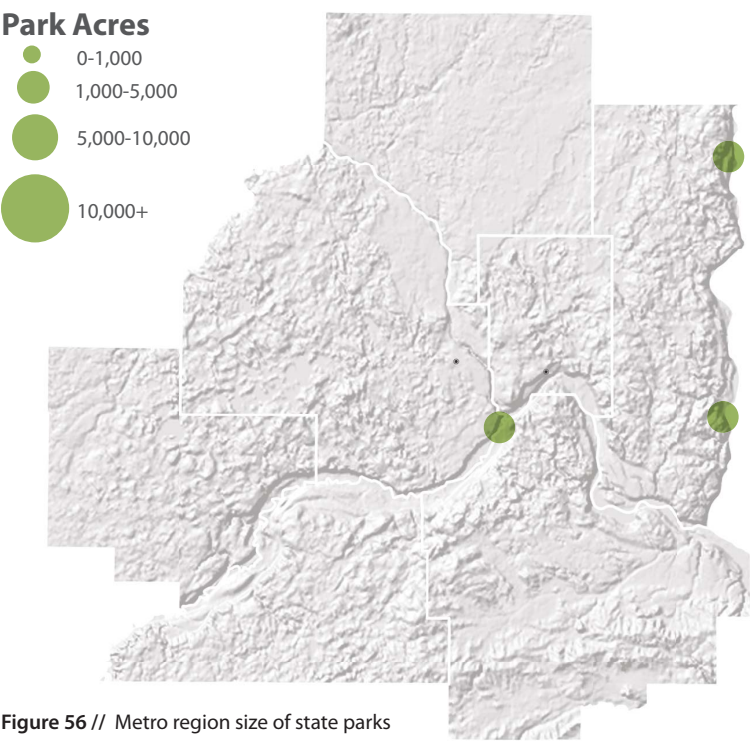 Park Acres
0-1,000
1,000-5,000
5,000-10,000
10,000+
Figure 56 // Metro region size of state parks